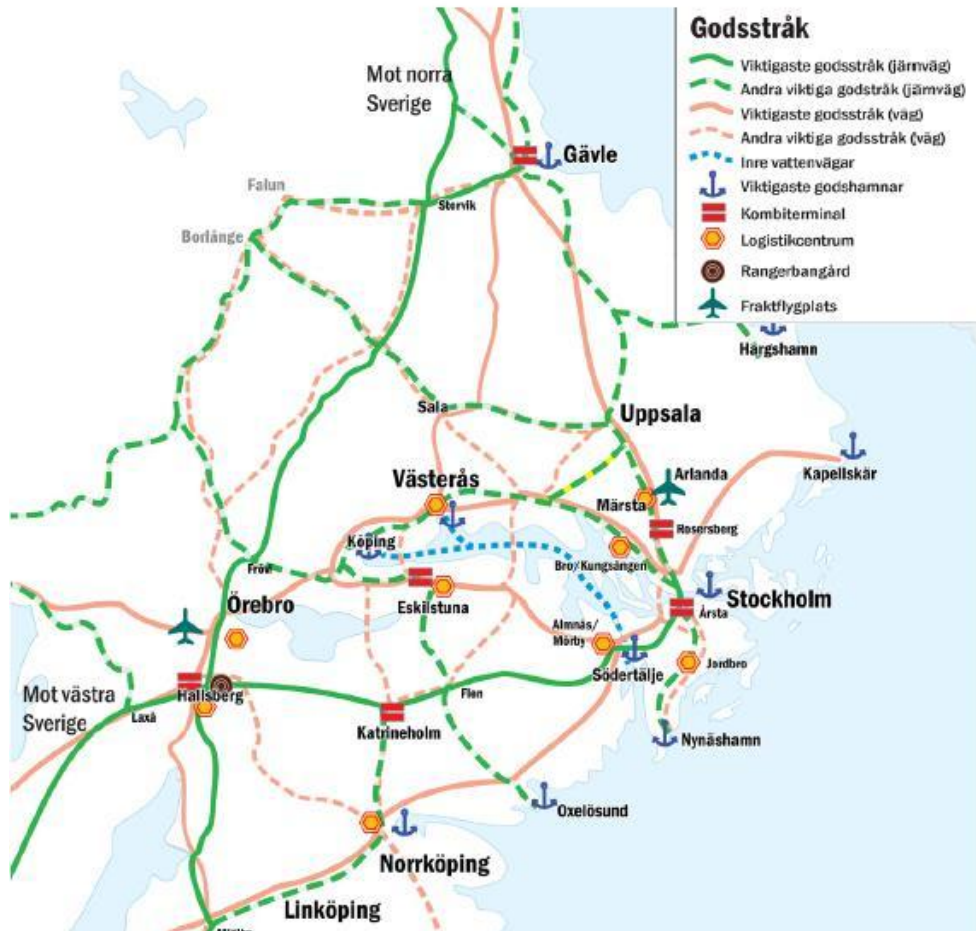 Godsstråk
Viktigaste godsstråk (järnväg)
Andra viktiga godstråk (järnväg)
Viktigaste godsstråk (väg)
Andra viktiga godsstråk (väg)
Inre vattenvägar
Viktigaste godshamnar
Kombiterminal
Logistikcentrum
Rangerbangård
Fraktflygplats
Mot norra
Sverige
Gävle
Falun
Storvik
Borlänge
Hargshamn
Sala
Uppsala
Kapellskär
Arlanda
Västerås
Märsta
Rosersberg
Köping
Bro/Kungsängen
Frövi
Örebro
Eskilstuna
Stockholm
Årsta
Almnäs/
Mörby
Jordbro
Södertälje
Mot västra
Sverige
Hallsberg
Flen
Laxå
Katrineholm
Nynäshamn
Oxelösund
Norrköping
Linköping